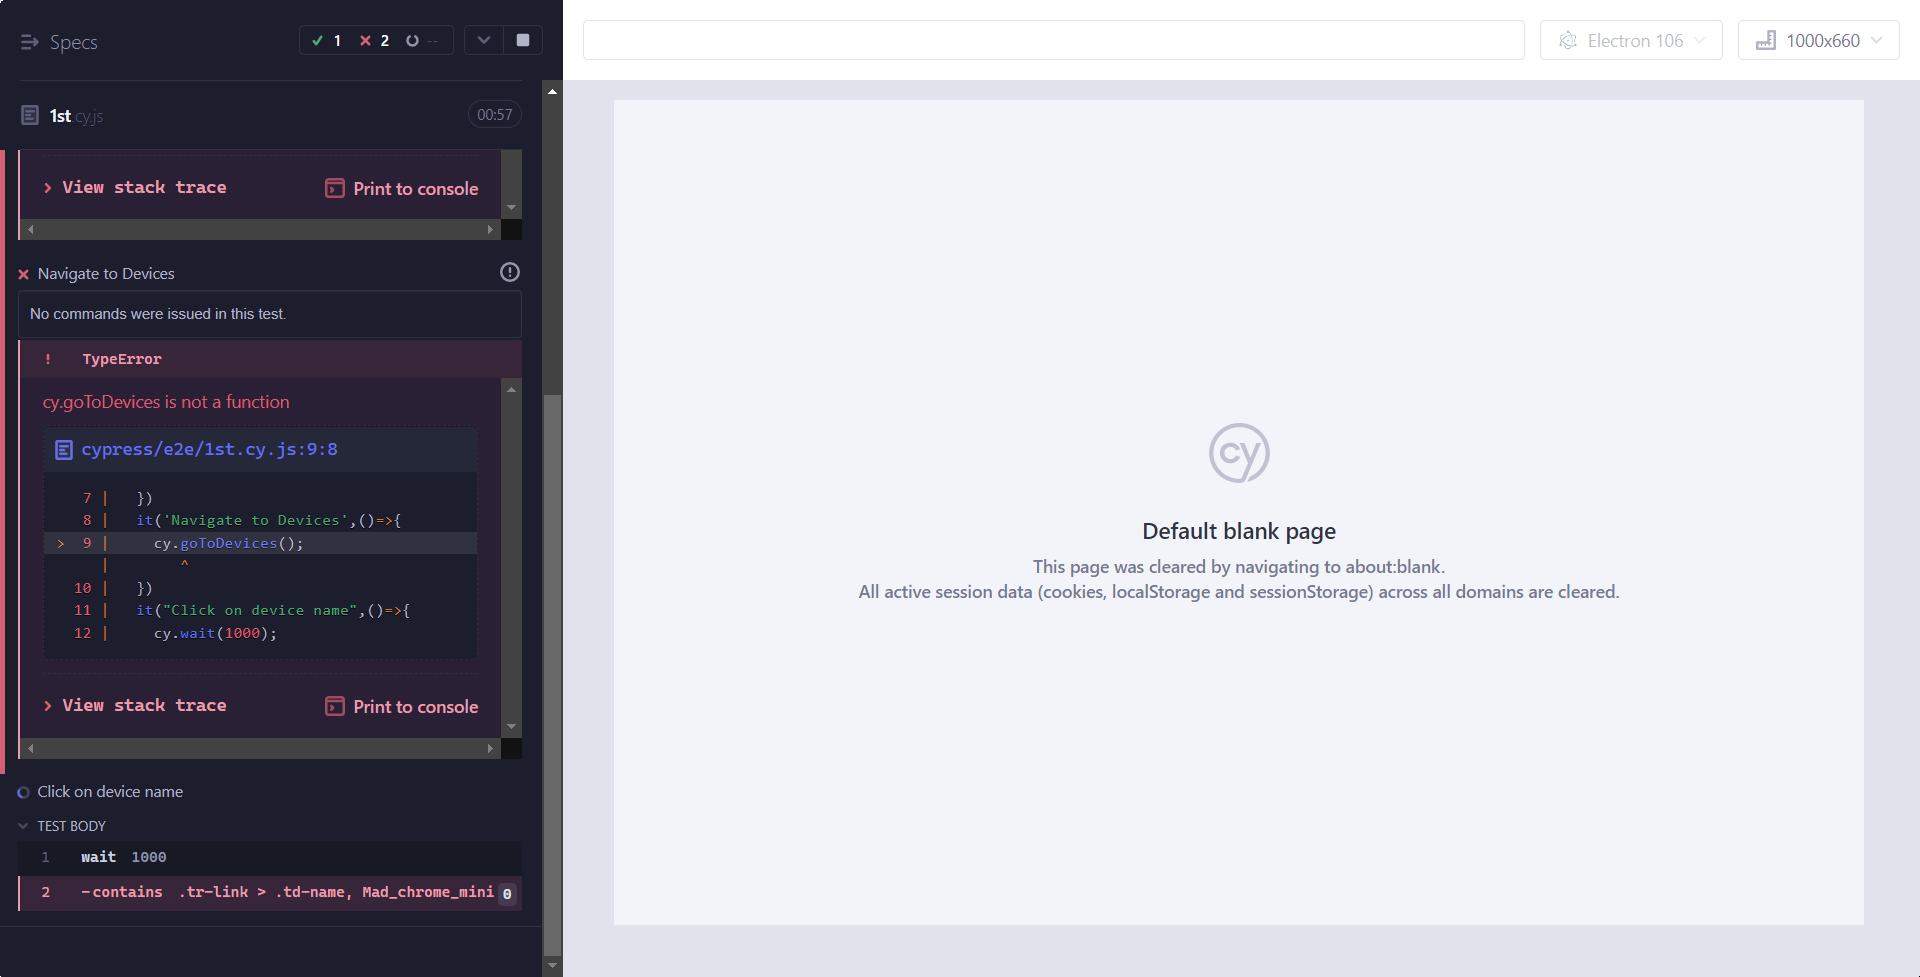 Specs
1
2
--
1st.cy.js
00:57
View stack trace
Print to console
Navigate to Devices
No commands were issued in this test.
! TypeError
cy.goToDevices is not a function
cypress/e2e/1st.cy.js:9:8
7 |   })
8 |   it('Navigate to Devices',()=>{
> 9 |     cy.goToDevices();
|        ^
10 |   })
11 |   it("Click on device name",()=>{
12 |     cy.wait(1000);
View stack trace
Print to console
Click on device name
TEST BODY
1 wait 1000
2 -contains .tr-link > .td-name, Mad_chrome_mini 0
Electron 106
1000x660
cy
Default blank page
This page was cleared by navigating to about:blank.
All active session data (cookies, localStorage and sessionStorage) across all domains are cleared.